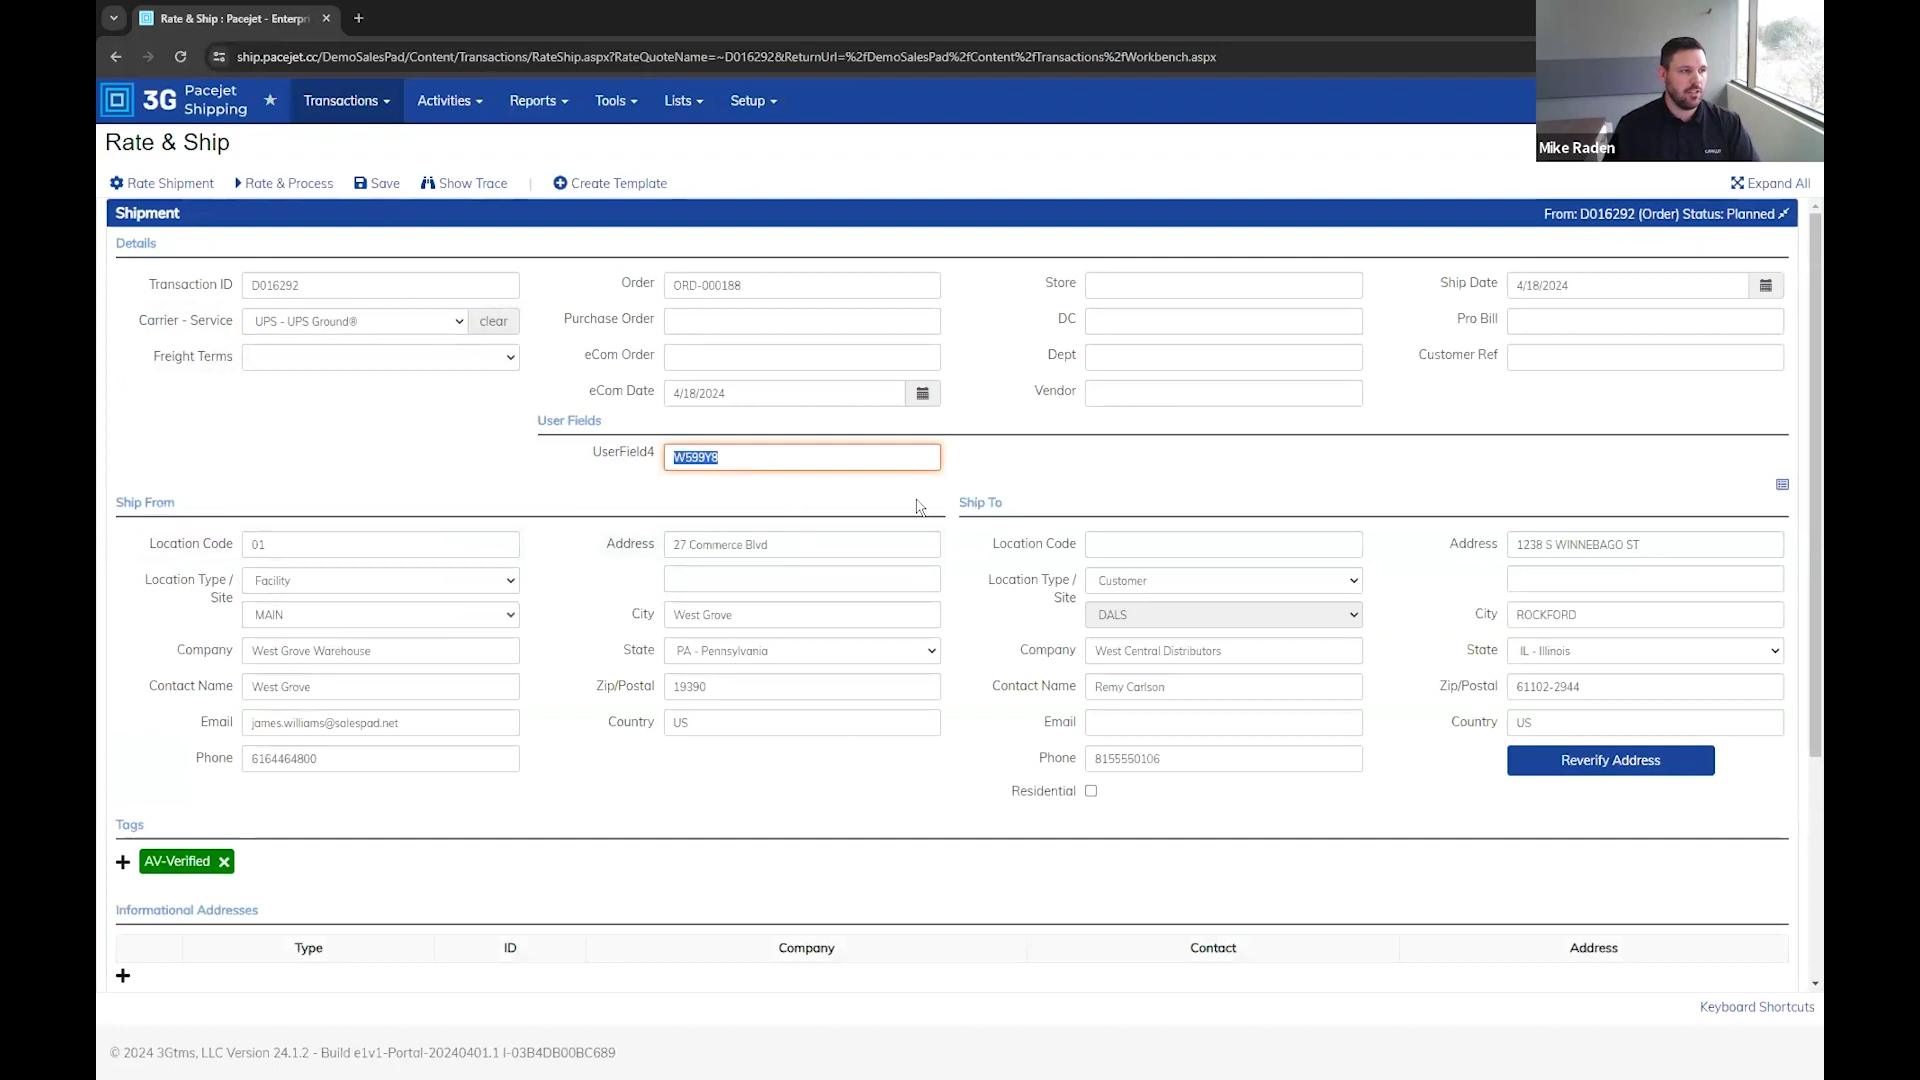 Rate & Ship : Pacejet - Enterpri
ship.pacejet.cc/DemoSalesPad/Content/Transactions/RateShip.aspx?RateQuoteName=~D016292&ReturnUrl=%2fDemoSalesPad%2fContent%2fTransactions%2fWorkbench.aspx
3G Pacejet Shipping
Transactions Activities Reports Tools Lists Setup
Mike Raden
Rate & Ship
Rate Shipment Rate & Process Save Show Trace | Create Template Expand All
Shipment From: D016292 (Order) Status: Planned
Details
Transaction ID D016292 Order ORD-000188 Store Ship Date 4/18/2024
Carrier - Service UPS - UPS Ground® clear Purchase Order DC Pro Bill
Freight Terms eCom Order Dept Customer Ref
eCom Date 4/18/2024 Vendor
User Fields
UserField4 W599Y8
Ship From Ship To
Location Code 01 Address 27 Commerce Blvd Location Code Address 1238 S WINNEBAGO ST
Location Type / Site Facility Location Type / Site Customer
MAIN City West Grove DALS City ROCKFORD
Company West Grove Warehouse State PA - Pennsylvania Company West Central Distributors State IL - Illinois
Contact Name West Grove Zip/Postal 19390 Contact Name Remy Carlson Zip/Postal 61102-2944
Email james.williams@salespad.net Country US Email Country US
Phone 6164464800 Phone 8155550106 Reverify Address
Residential
Tags
AV-Verified
Informational Addresses
Type ID Company Contact Address
Keyboard Shortcuts
© 2024 3Gtms, LLC Version 24.1.2 - Build e1v1-Portal-20240401.1 I-03B4DB00BC689